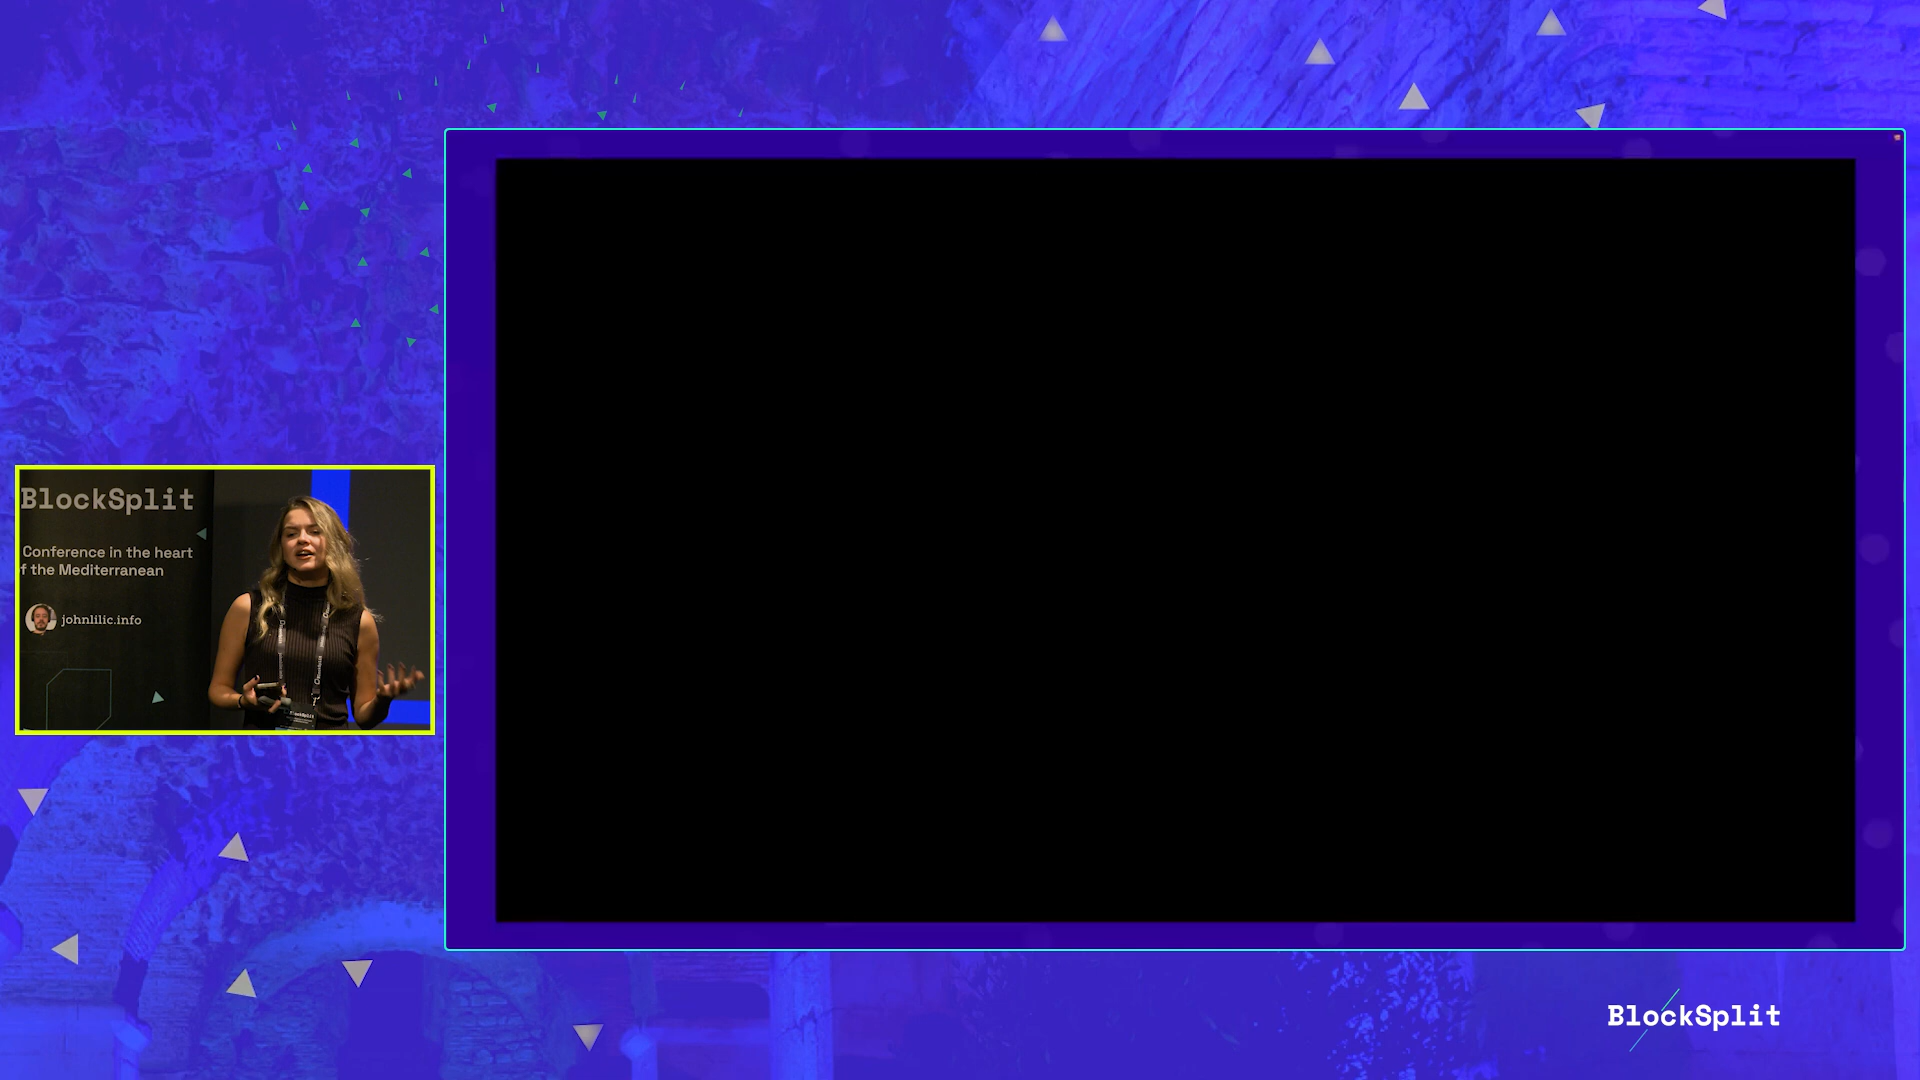 BlockSplit
Conference in the heart
f the Mediterranean
johnlilic.info
BlockSplit